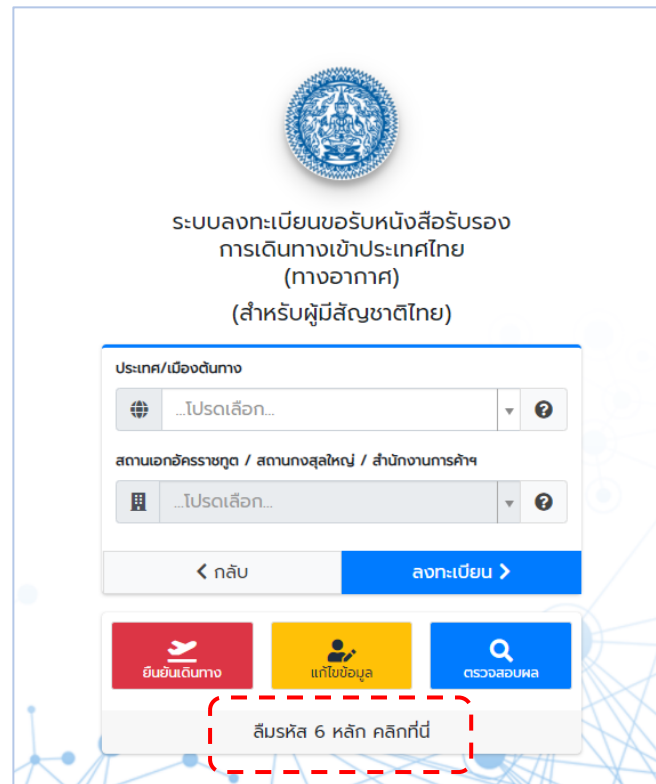 ระบบลงทะเบียนขอรับหนังสือรับรอง
การเดินทางเข้าประเทศไทย
(ทางอากาศ)
(สำหรับผู้มีสัญชาติไทย)
ประเทศ/เมืองต้นทาง
...โปรดเลือก...
สถานเอกอัครราชทูต / สถานกงสุลใหญ่ / สำนักงานการค้าฯ
...โปรดเลือก...
กลับ
ลงทะเบียน
ยืนยันเดินทาง
แก้ไขข้อมูล
ตรวจสอบผล
ลืมรหัส 6 หลัก คลิกที่นี่